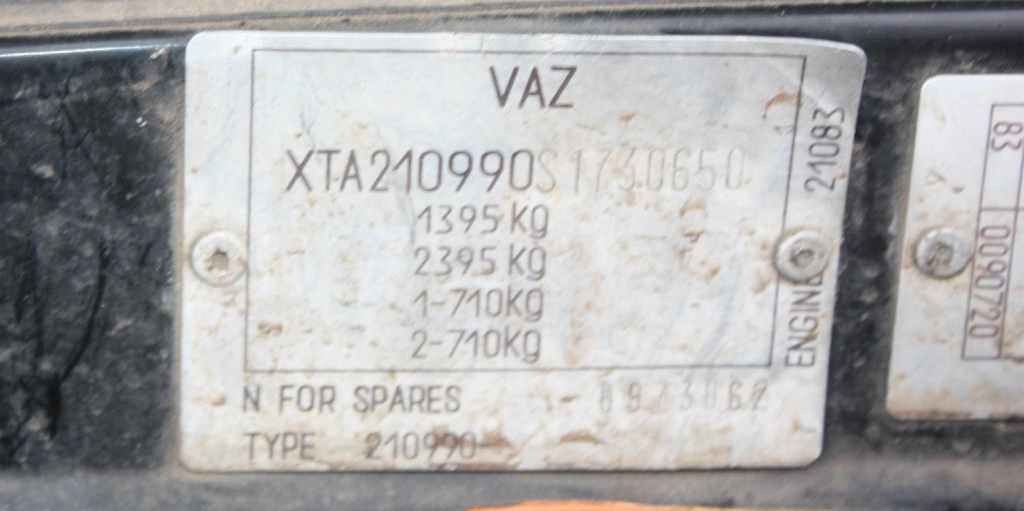 VAZ
XTA210990S1730650
1395 KG
2395 KG
1-710KG
2-710KG
N FOR SPARES
TYPE 210990-
ENGINE 21083
83
0090720